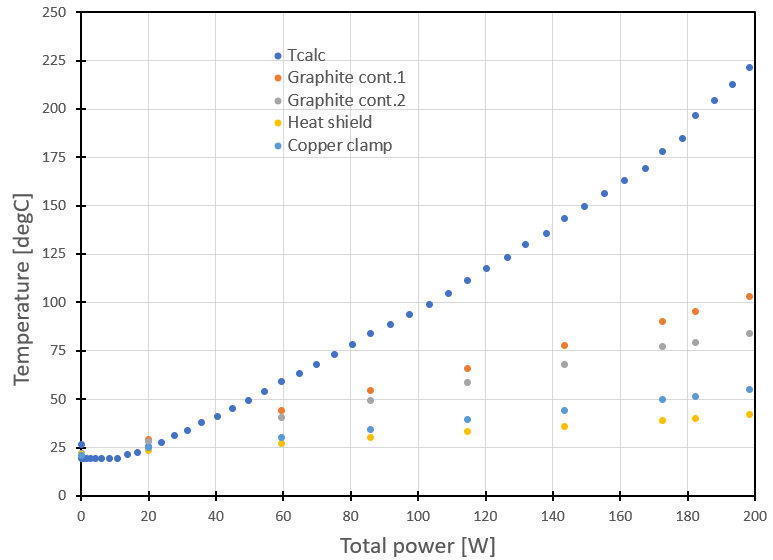 250
225
200
175
150
125
100
75
50
25
0
Temperature [degC]
Tcalc
Graphite cont.1
Graphite cont.2
Heat shield
Copper clamp
0 20 40 60 80 100 120 140 160 180 200
Total power [W]